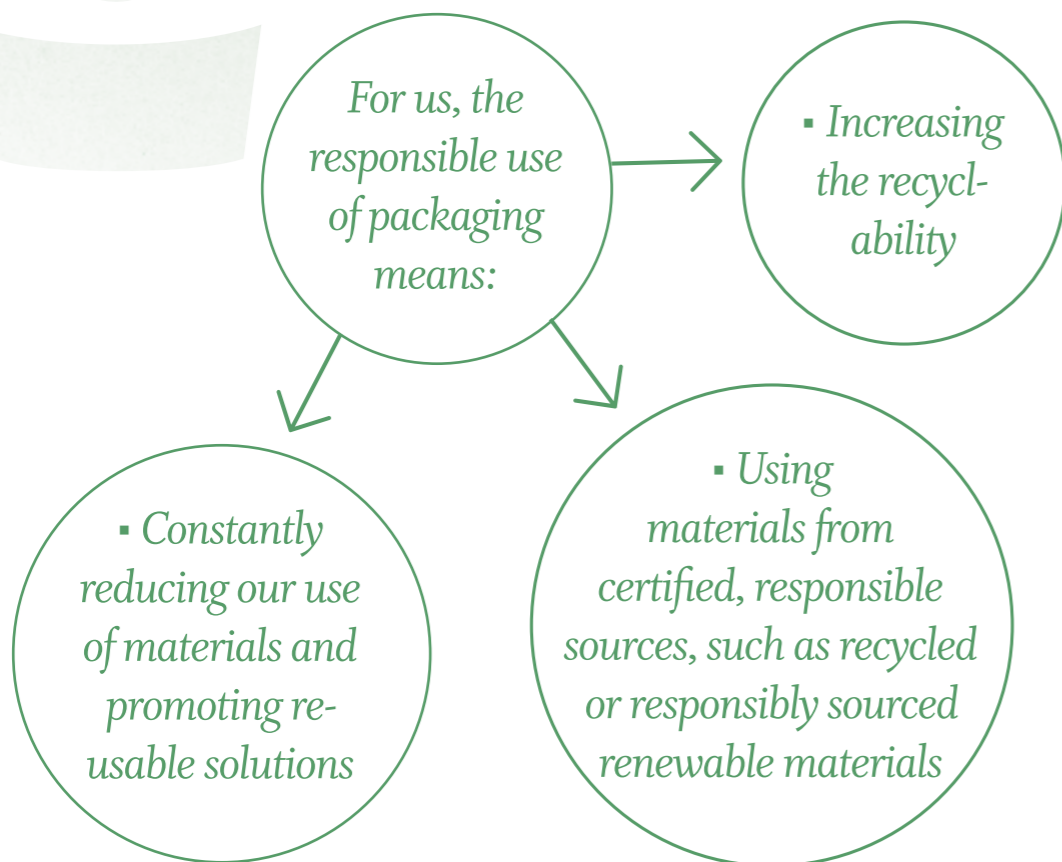 For us, the
responsible use
of packaging
means:
▪ Increasing
the recycl-
ability
▪ Constantly
reducing our use
of materials and
promoting re-
usable solutions
▪ Using
materials from
certified, responsible
sources, such as recycled
or responsibly sourced
renewable materials